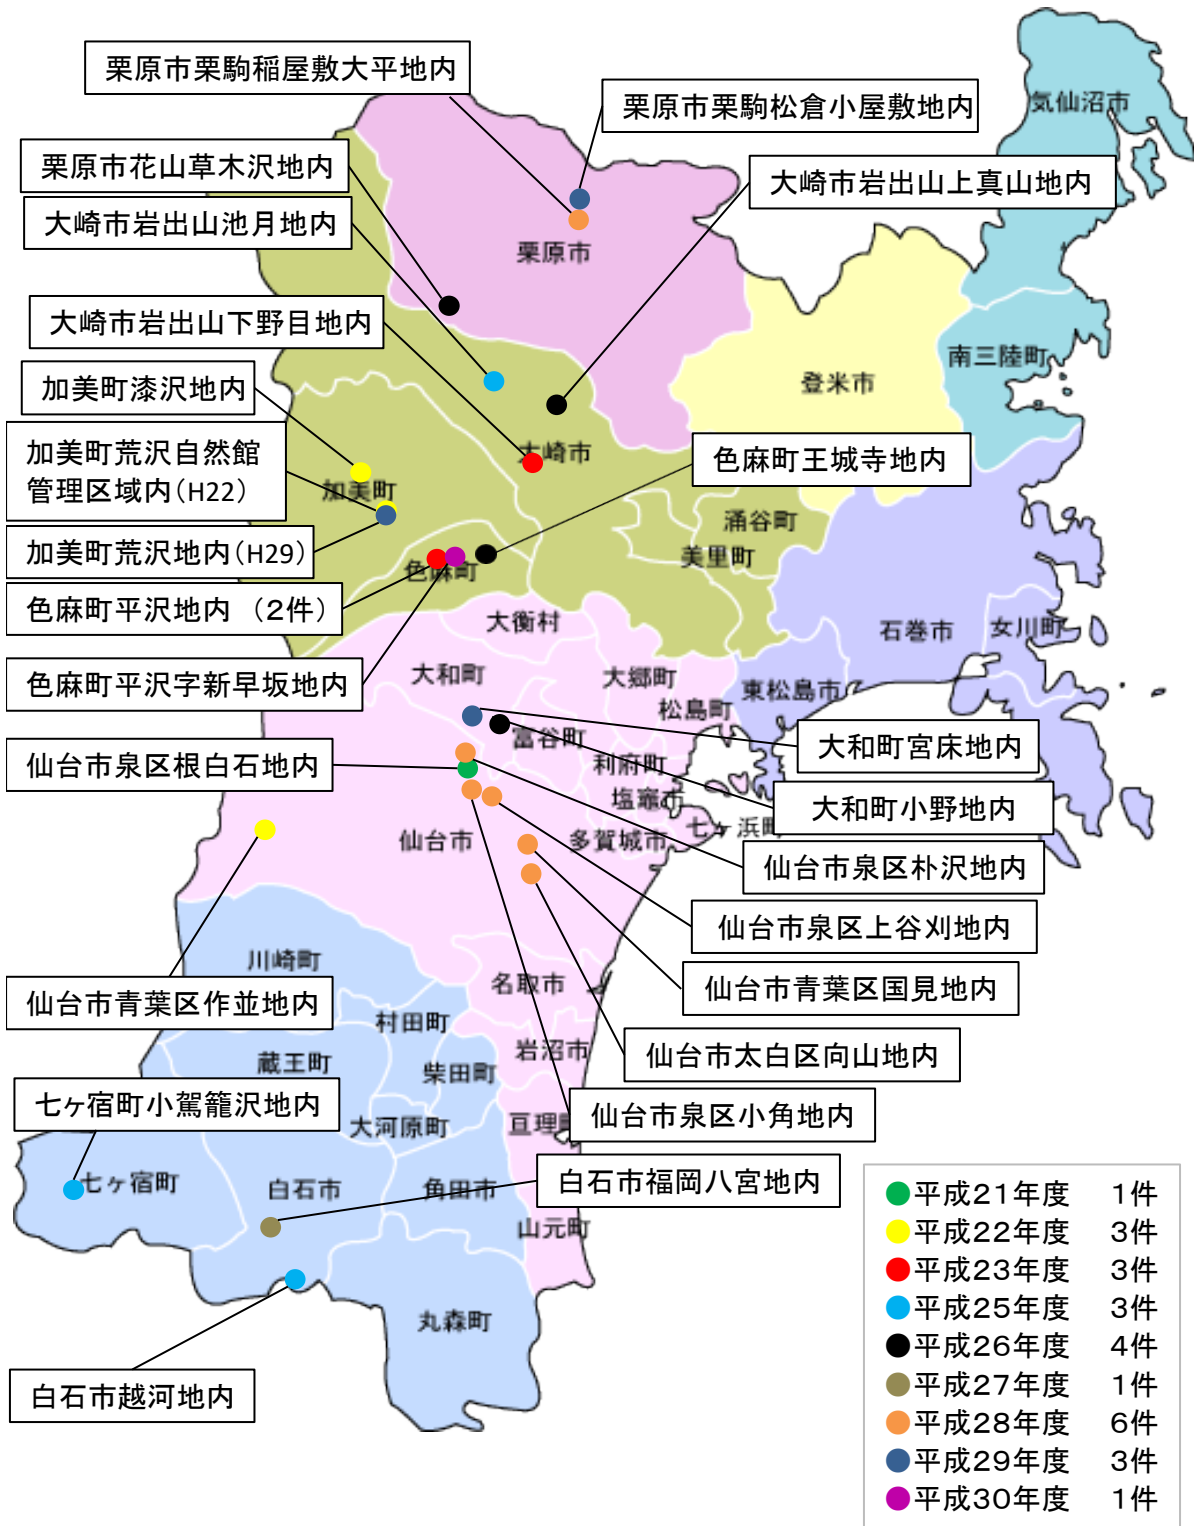 栗原市栗駒稲屋敷大平地内
栗原市栗駒松倉小屋敷地内
気仙沼市
栗原市花山草木沢地内
大崎市岩出山上真山地内
大崎市岩出山池月地内
栗原市
大崎市岩出山下野目地内
南三陸町
登米市
加美町漆沢地内
大崎市
色麻町王城寺地内
加美町荒沢自然館
管理区域内(H22)
加美町
涌谷町
加美町荒沢地内(H29)
美里町
色麻町
色麻町平沢地内 (2件)
大衡村
石巻市
女川町
色麻町平沢字新早坂地内
大和町
大郷町
東松島市
松島町
富谷町
大和町宮床地内
仙台市泉区根白石地内
利府町
塩竈市
大和町小野地内
仙台市
多賀城市
七ヶ浜町
仙台市泉区朴沢地内
仙台市泉区上谷刈地内
川崎町
名取市
仙台市青葉区国見地内
仙台市青葉区作並地内
村田町
岩沼市
仙台市太白区向山地内
蔵王町
柴田町
七ヶ宿町小駕籠沢地内
大河原町
亘理町
仙台市泉区小角地内
七ヶ宿町
白石市
角田市
白石市福岡八宮地内
山元町
丸森町
白石市越河地内
平成21年度 1件
平成22年度 3件
平成23年度 3件
平成25年度 3件
平成26年度 4件
平成27年度 1件
平成28年度 6件
平成29年度 3件
平成30年度 1件